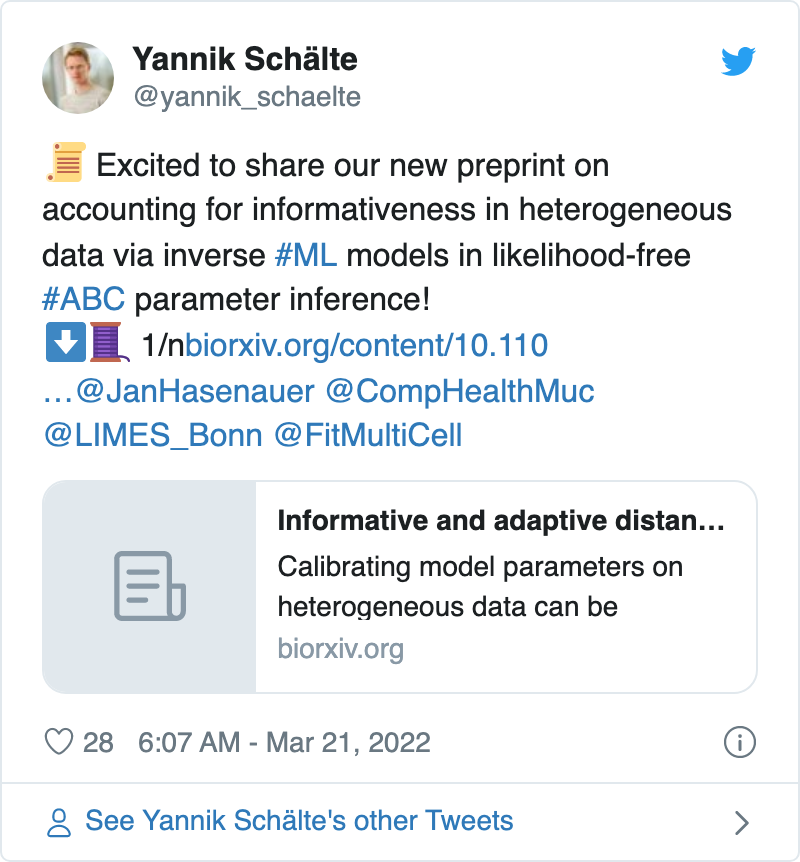 Yannik Schälte
@yannik_schaelte
Excited to share our new preprint on
accounting for informativeness in heterogeneous
data via inverse #ML models in likelihood-free
#ABC parameter inference!
1/nbiorxiv.org/content/10.110
…@JanHasenauer @CompHealthMuc
@LIMES_Bonn @FitMultiCell
Informative and adaptive distan…
Calibrating model parameters on
heterogeneous data can be
biorxiv.org
28 6:07 AM - Mar 21, 2022
See Yannik Schälte's other Tweets